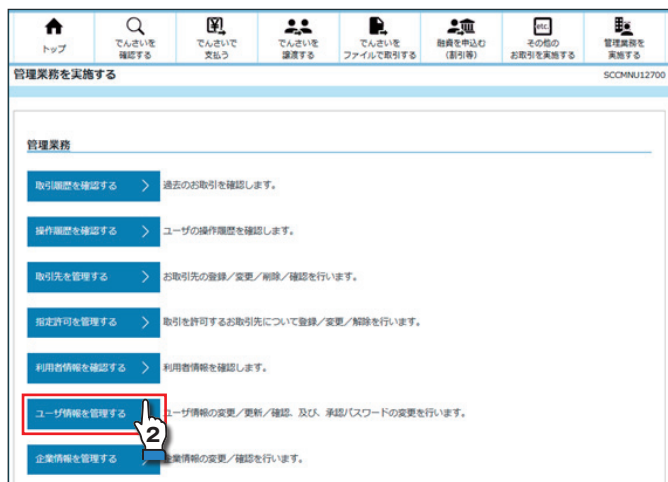 トップ
でんさいを
確認する
でんさいで
支払う
でんさいを
譲渡する
でんさいを
ファイルで取引する
融資を申込む
(割引等)
etc.
その他の
お取引を実施する
管理業務を
実施する
管理業務を実施する
SCCMNU12700
管理業務
取引履歴を確認する
過去のお取引を確認します。
操作履歴を確認する
ユーザの操作履歴を確認します。
取引先を管理する
お取引先の登録/変更/削除/確認を行います。
指定許可を管理する
取引を許可するお取引先について登録/変更/解除を行います。
利用者情報を確認する
利用者情報を確認します。
ユーザ情報を管理する
ユーザ情報の変更/更新/確認、及び、承認パスワードの変更を行います。
2
企業情報を管理する
企業情報の変更/確認を行います。